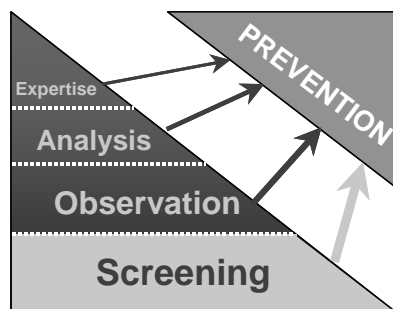 Expertise
PREVENTION
Analysis
Observation
Screening